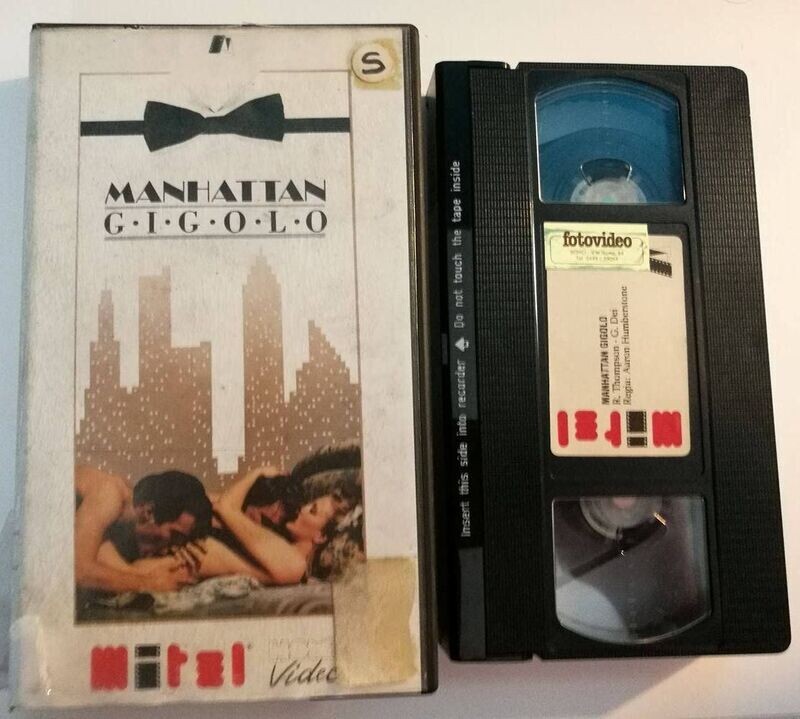 S
MANHATTAN
G·I·G·O·L·O
Mitel
Video
Insert this side into recorder Do not touch the tape inside
fotovideo
MANHATTAN GIGOLO
R. Thompson - G. Dei
Regia: Aaron Humberstone